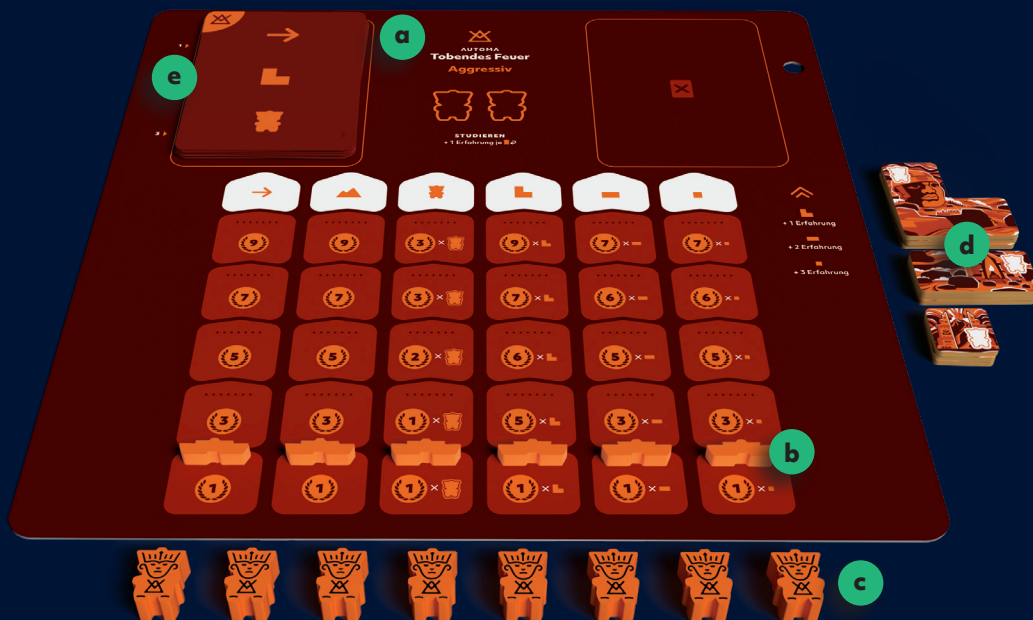 a
AUTOMA
Tobendes Feuer
Aggressiv
e
STUDIEREN
+ 1 Erfahrung je
+ 1 Erfahrung
+ 2 Erfahrung
+ 3 Erfahrung
d
9 9 3 × 9 × 7 × 7 ×
7 7 3 × 7 × 6 × 6 ×
5 5 2 × 6 × 5 × 5 ×
3 3 1 × 5 × 3 × 3 ×
b
1 1 1 × 1 × 1 × 1 ×
c